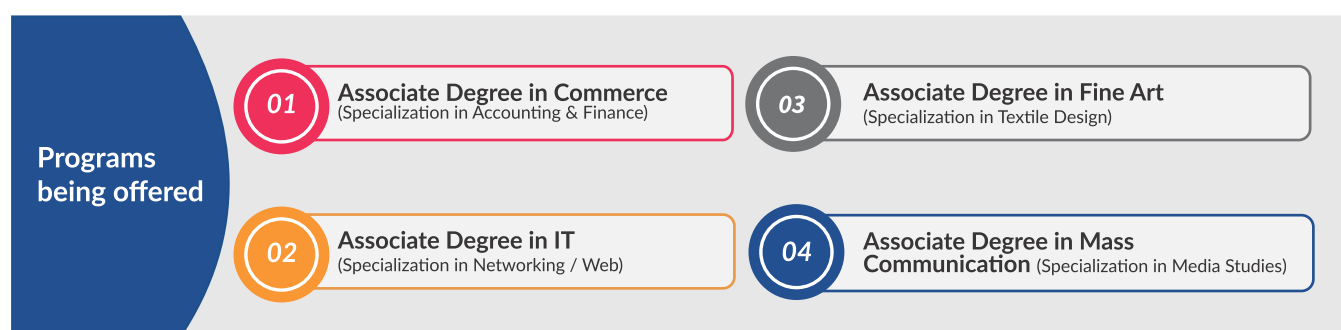 Programs
being offered
01
Associate Degree in Commerce
(Specialization in Accounting & Finance)
02
Associate Degree in IT
(Specialization in Networking / Web)
03
Associate Degree in Fine Art
(Specialization in Textile Design)
04
Associate Degree in Mass
Communication (Specialization in Media Studies)